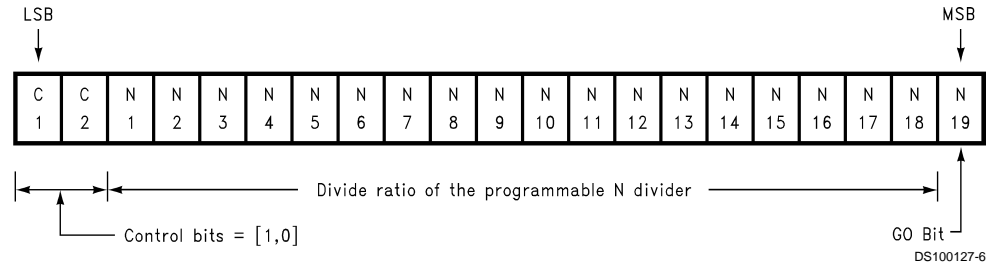 LSB MSB
C C N N N N N N N N N N N N N N N N N N N
1 2 1 2 3 4 5 6 7 8 9 10 11 12 13 14 15 16 17 18 19
Divide ratio of the programmable N divider
Control bits = [1,0] GO Bit
DS100127-6